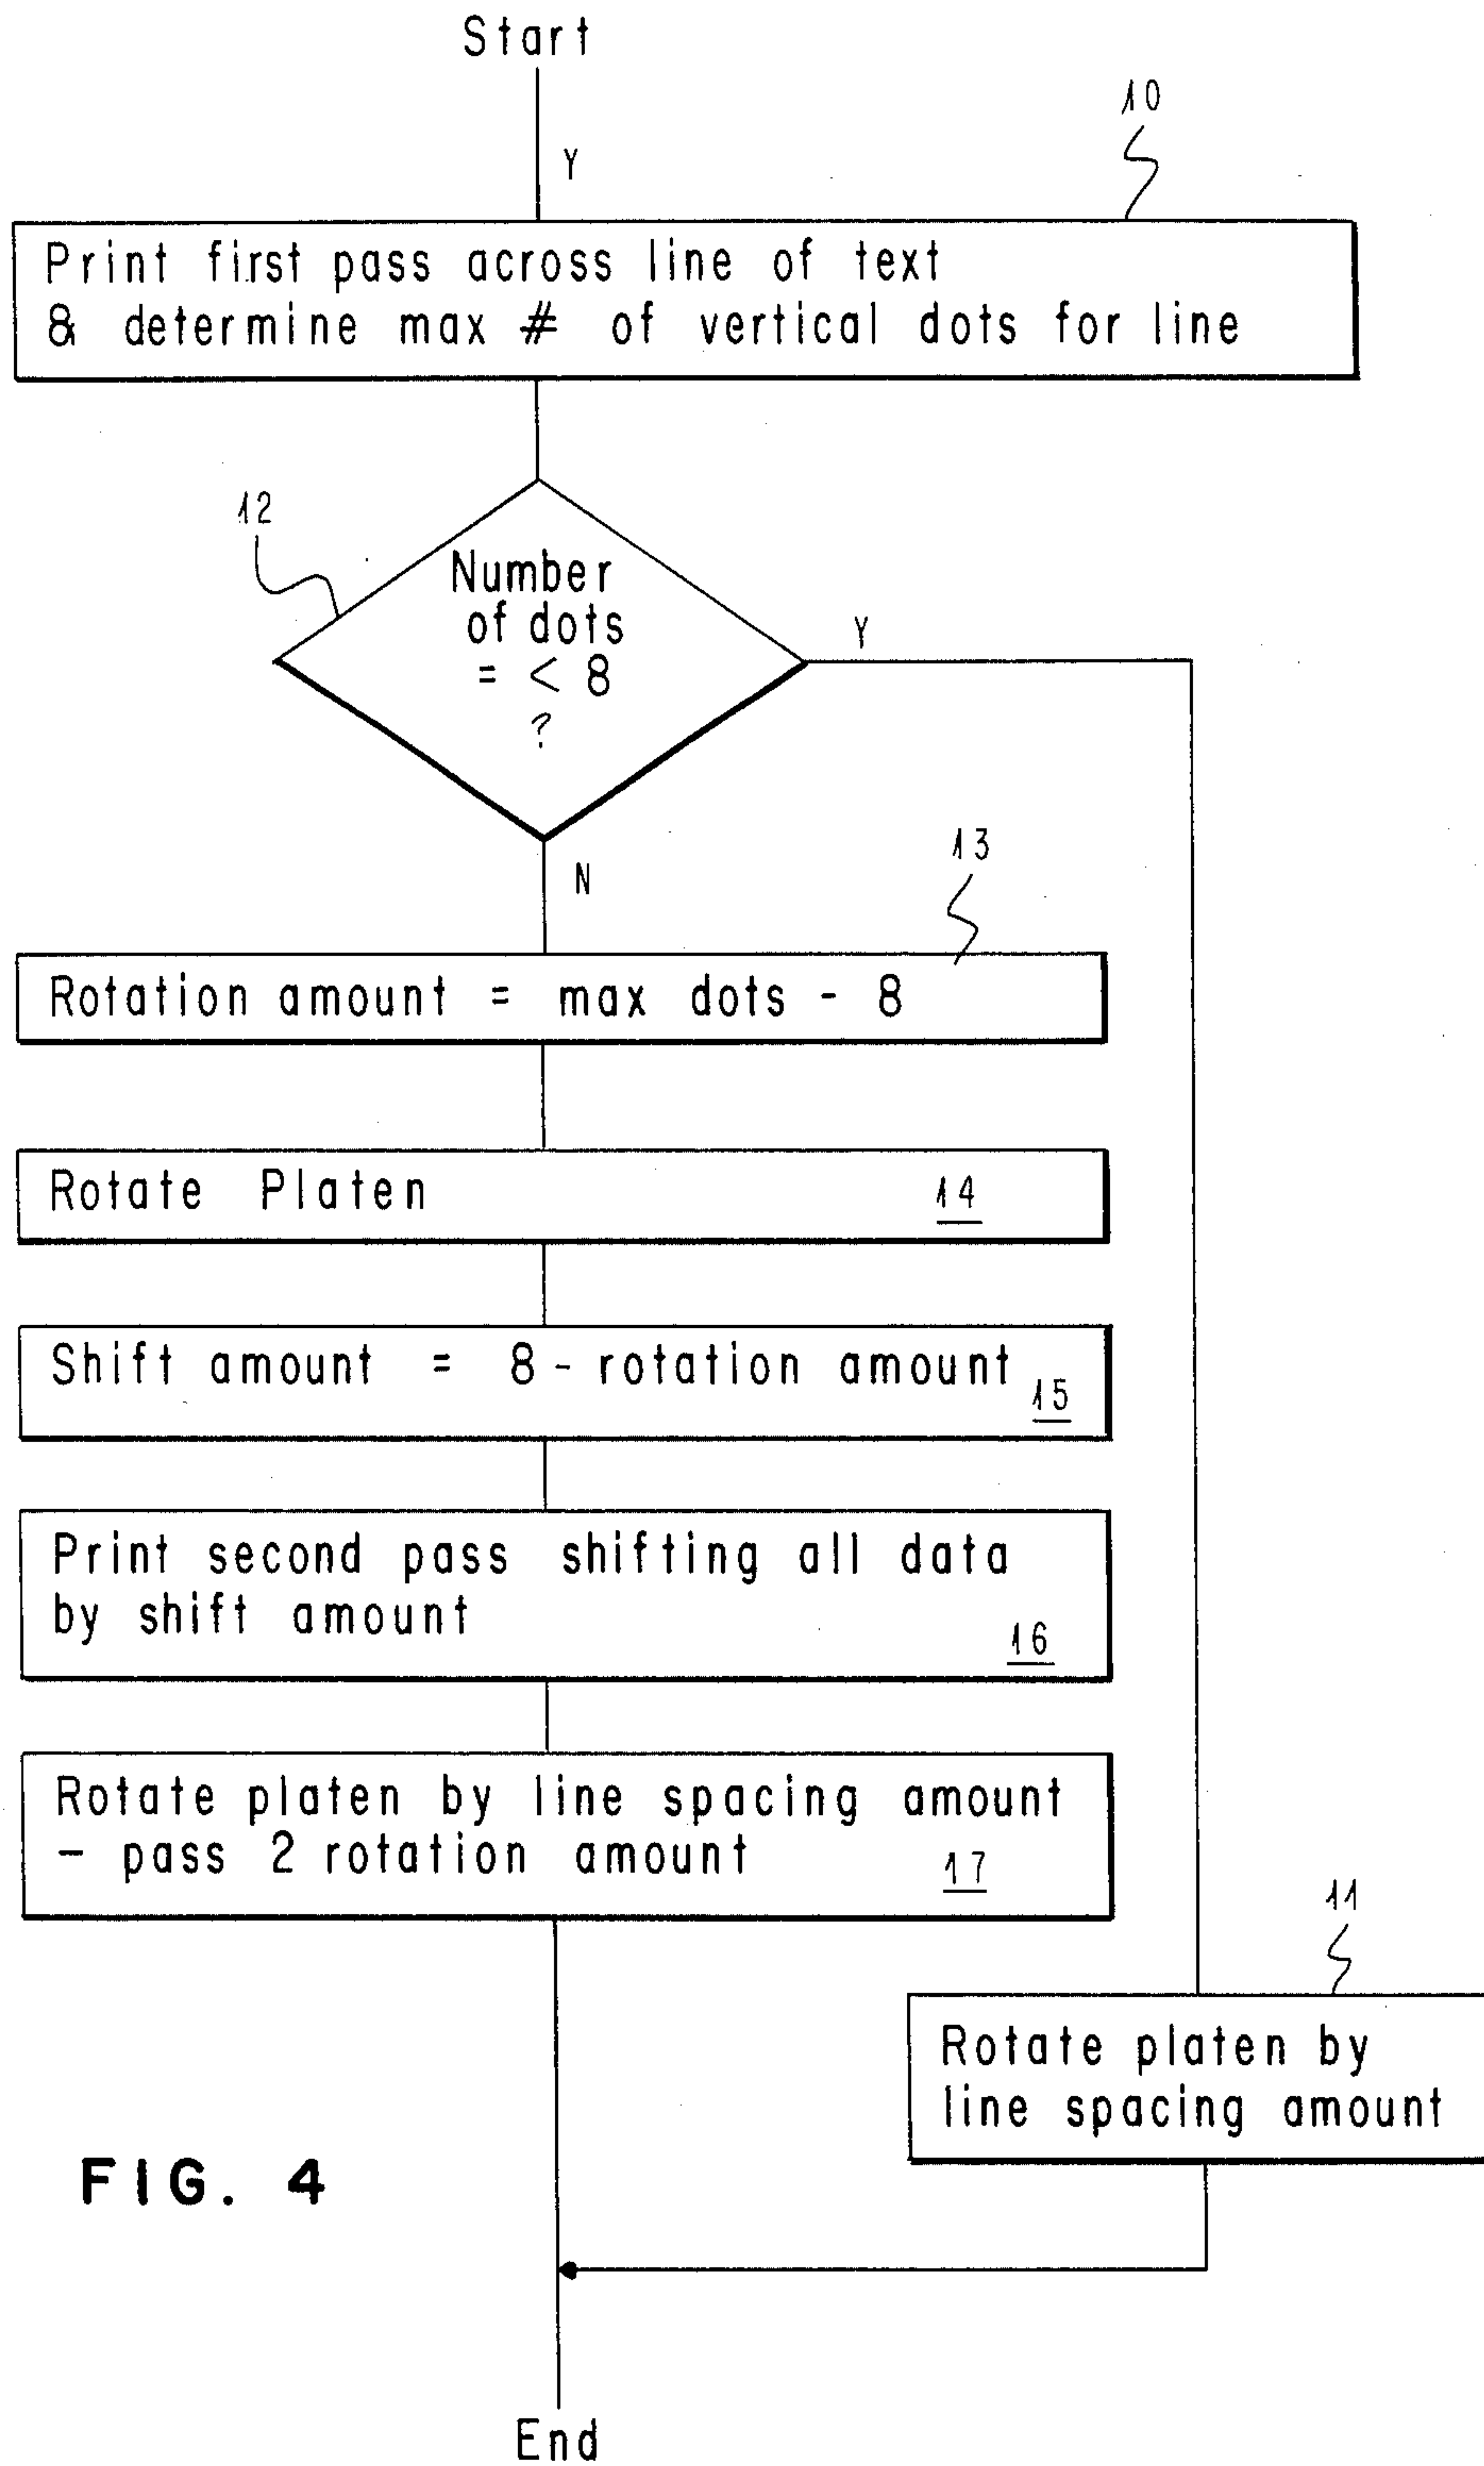 Start
Y
10
Print first pass across line of text
& determine max # of vertical dots for line
12
Number
of dots
= < 8
?
Y
N
13
Rotation amount = max dots - 8
Rotate Platen 14
Shift amount = 8 - rotation amount
15
Print second pass shifting all data
by shift amount
16
Rotate platen by line spacing amount
- pass 2 rotation amount
17
11
Rotate platen by
line spacing amount
FIG. 4
End